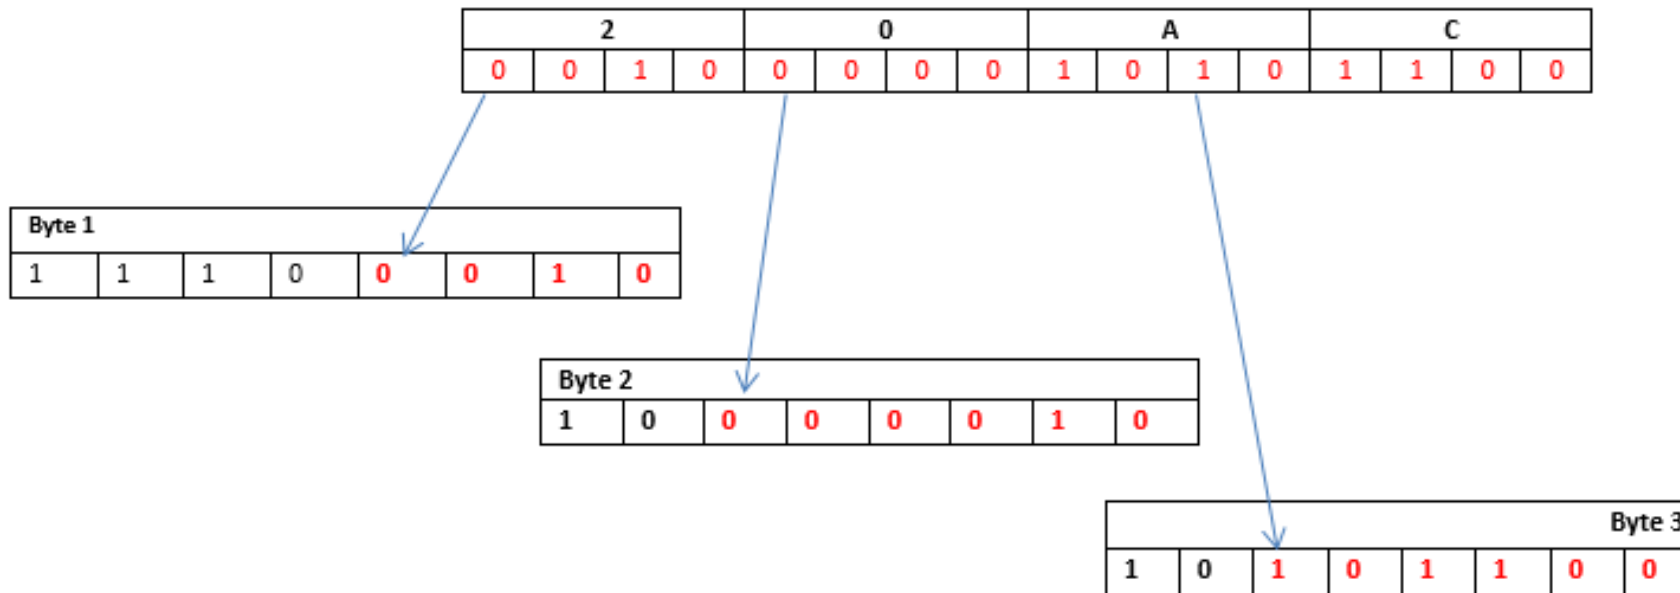 2 0 A C
0 0 1 0 0 0 0 0 1 0 1 0 1 1 0 0
Byte 1
1 1 1 0 0 0 1 0
Byte 2
1 0 0 0 0 0 1 0
Byte 3
1 0 1 0 1 1 0 0